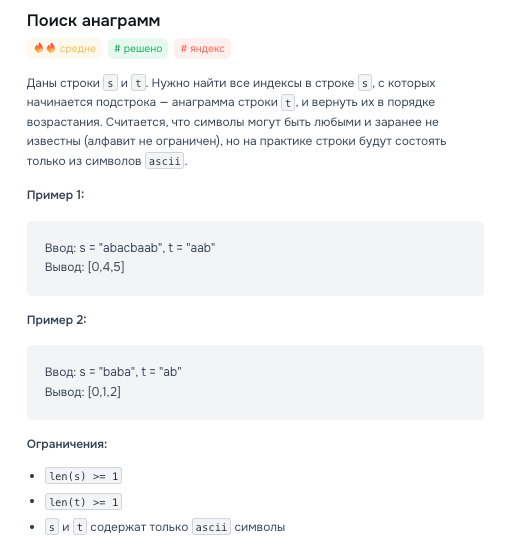 Поиск анаграмм
🔥🔥 средне # решено # яндекс
Даны строки s и t. Нужно найти все индексы в строке s, с которых
начинается подстрока — анаграмма строки t, и вернуть их в порядке
возрастания. Считается, что символы могут быть любыми и заранее не
известны (алфавит не ограничен), но на практике строки будут состоять
только из символов ascii.
Пример 1:
Ввод: s = "abacbaab", t = "aab"
Вывод: [0,4,5]
Пример 2:
Ввод: s = "baba", t = "ab"
Вывод: [0,1,2]
Ограничения:
• len(s) >= 1
• len(t) >= 1
• s и t содержат только ascii символы